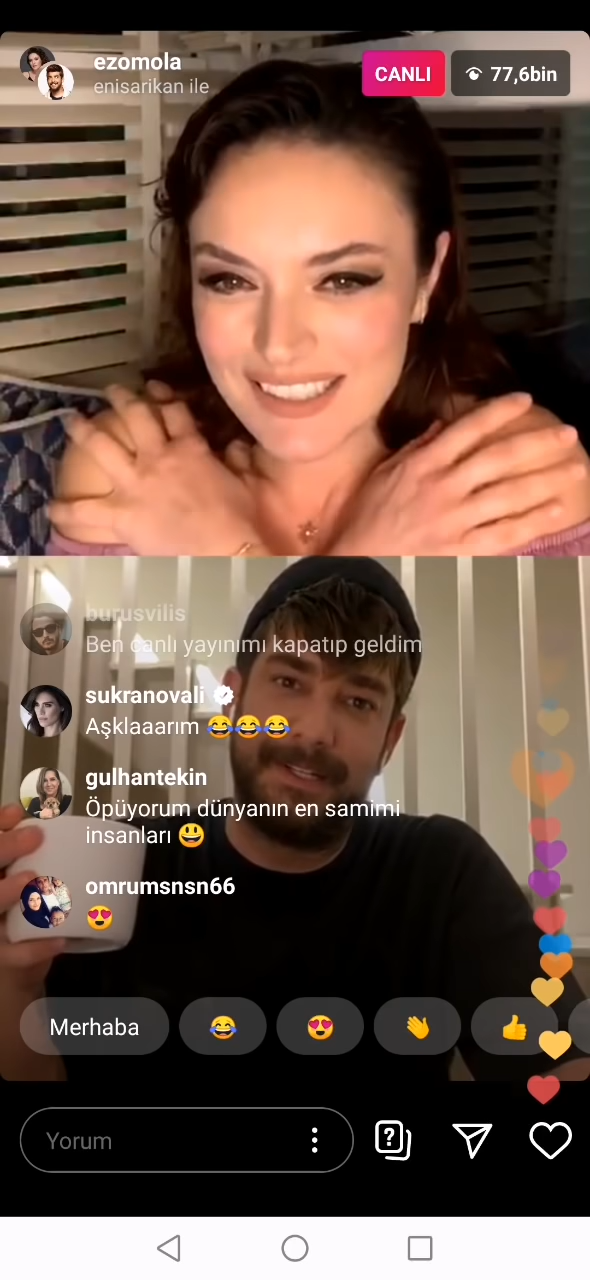 ezomola
enisarikan ile
CANLI
77,6bin
burusvilis
Ben canlı yayınımı kapatıp geldim
sukranovali
Aşklaaarım 😂😂😂
gulhantekin
Öpüyorum dünyanın en samimi
insanları 😃
omrumsnsn66
😍
Merhaba 😂 😍 👋 👍
Yorum